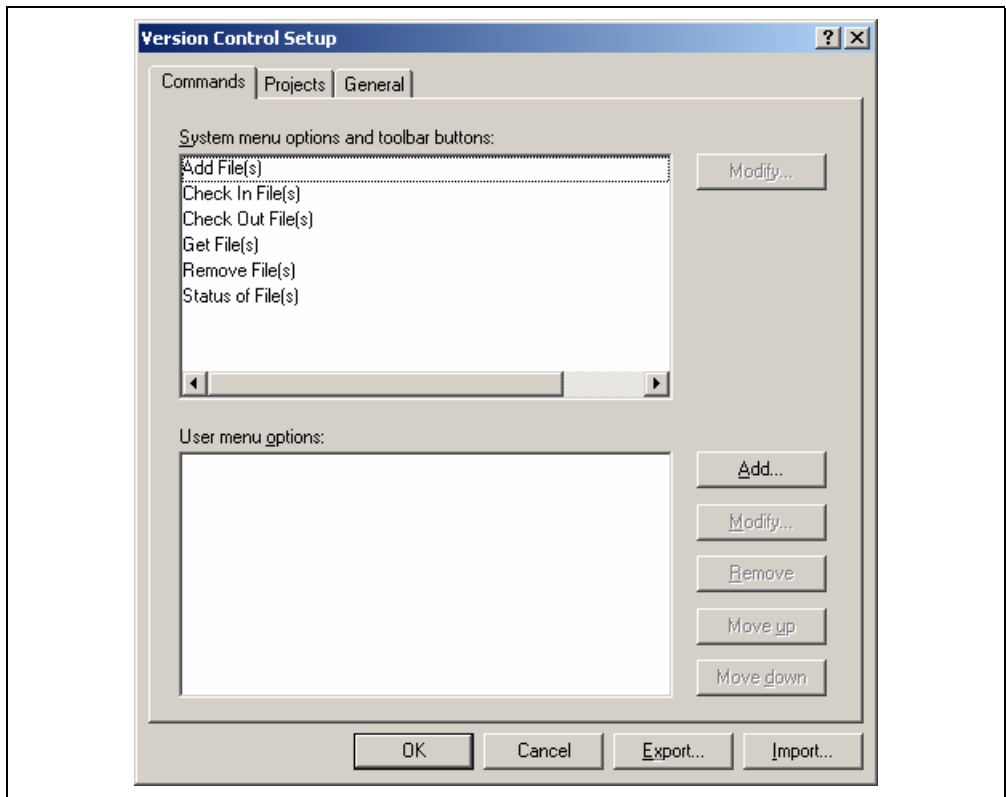 Version Control Setup
Commands Projects General
System menu options and toolbar buttons:
Add File(s)
Modify...
Check In File(s)
Check Out File(s)
Get File(s)
Remove File(s)
Status of File(s)
User menu options:
Add...
Modify...
Remove
Move up
Move down
OK Cancel Export... Import...